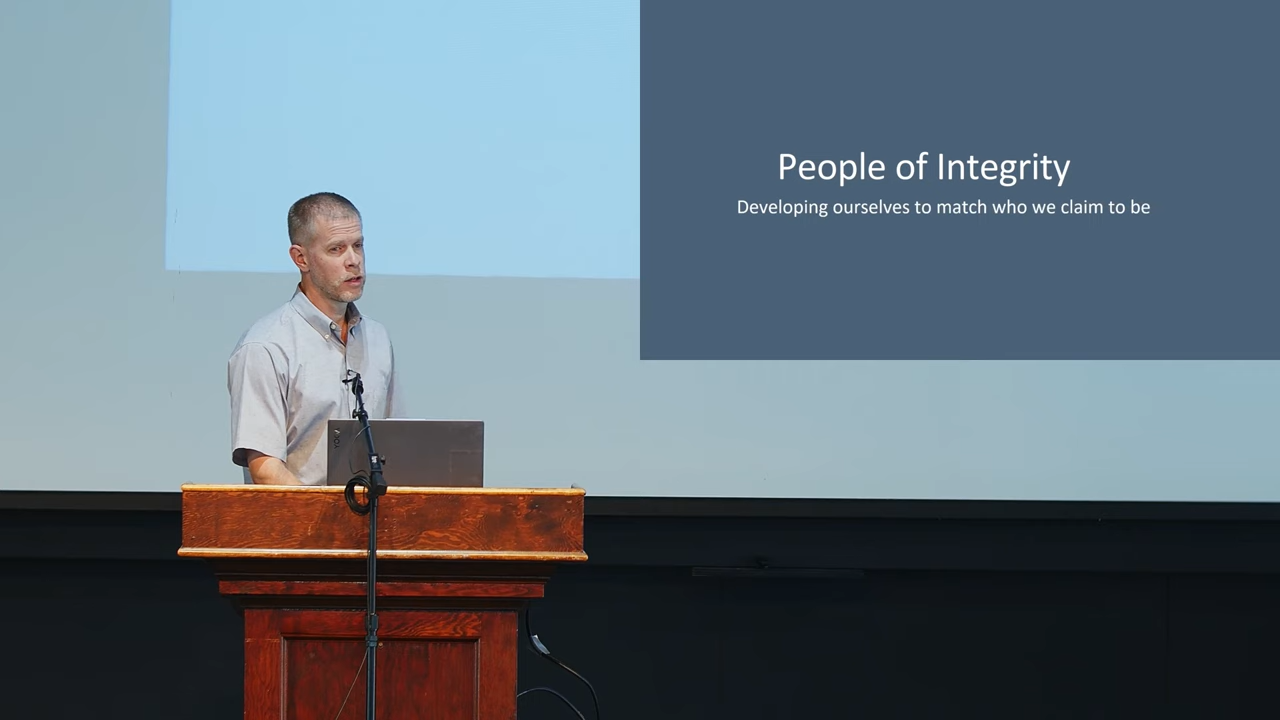 People of Integrity
Developing ourselves to match who we claim to be